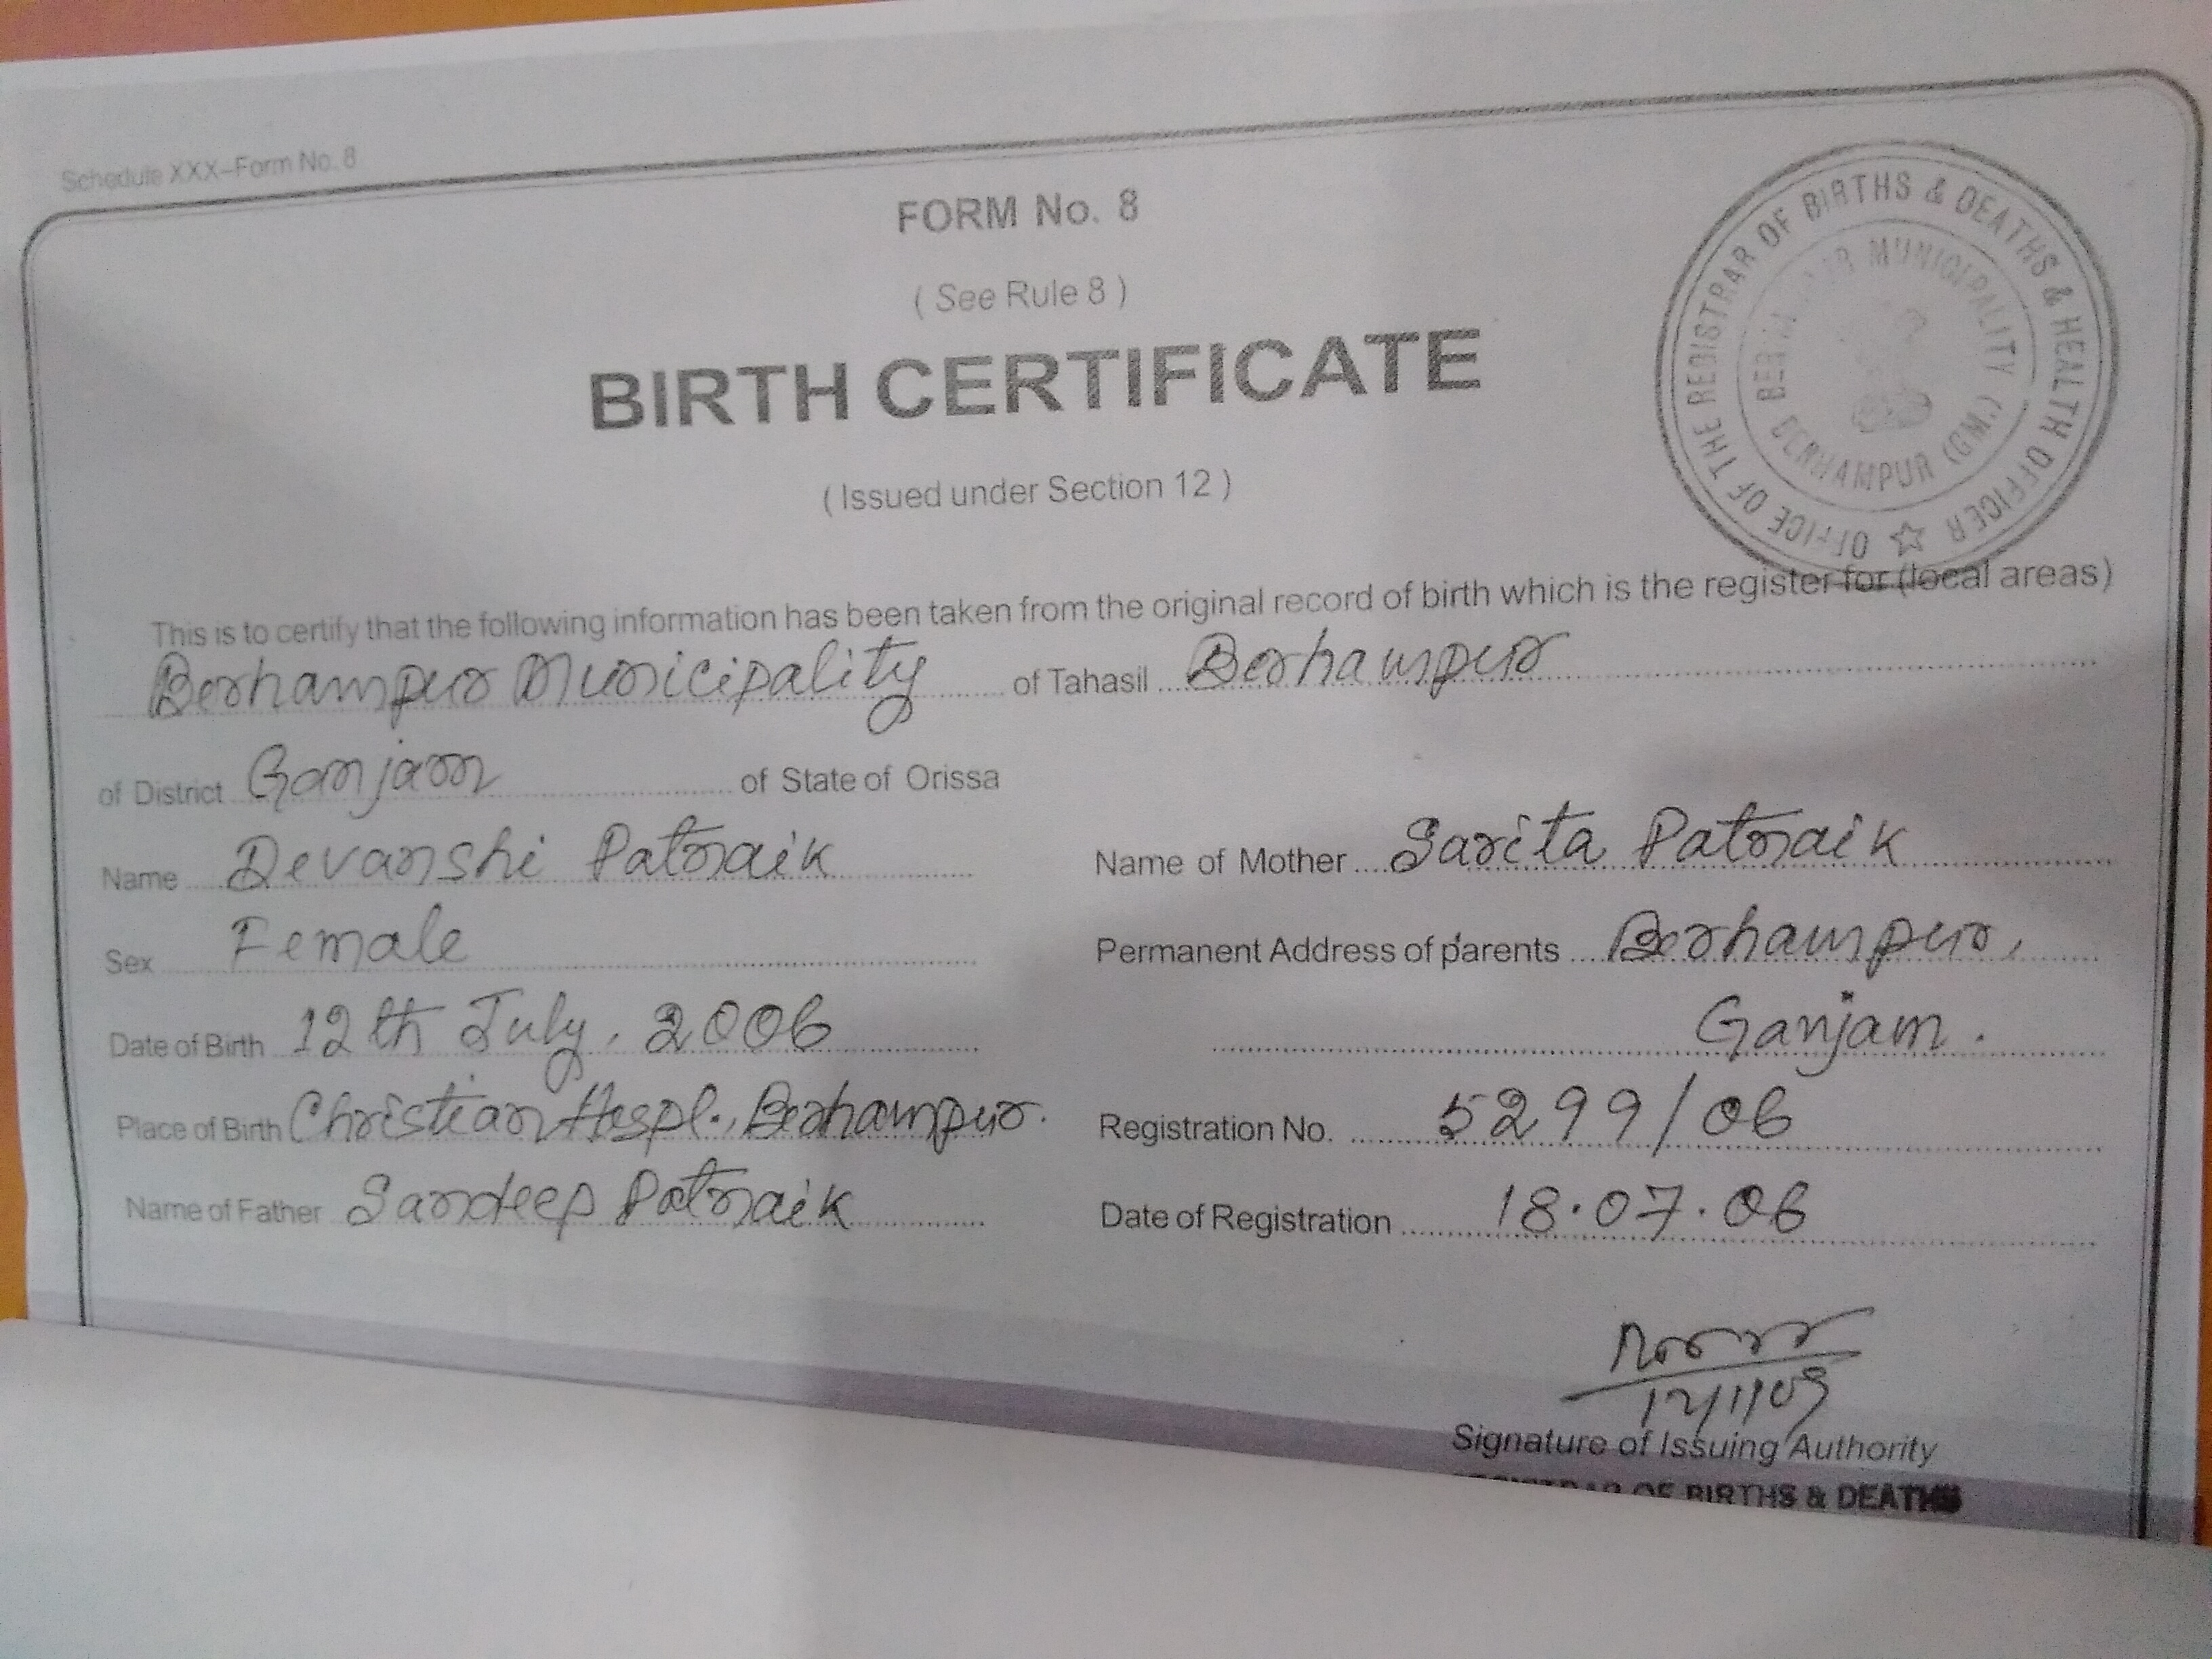 Schedule XXX–Form No. 8
FORM No. 8
( See Rule 8 )
BIRTH CERTIFICATE
( Issued under Section 12 )
OFFICE OF THE REGISTRAR OF BIRTHS & DEATHS & HEALTH OFFICER
MUNICIPALITY
BERHAMPUR (GM.)
This is to certify that the following information has been taken from the original record of birth which is the register for (local areas)
Berhampur Municipality of Tahasil Berhampur
of District Ganjam of State of Orissa
Name Devanshi Patnaik
Name of Mother Sarita Patnaik
Sex Female
Permanent Address of parents Berhampur,
Date of Birth 12th July, 2006
Ganjam.
Place of Birth Christian Hospl., Berhampur.
Registration No. 5299/06
Name of Father Sandeep Patnaik
Date of Registration 18.07.06
Signature of Issuing Authority
OF BIRTHS & DEATHS